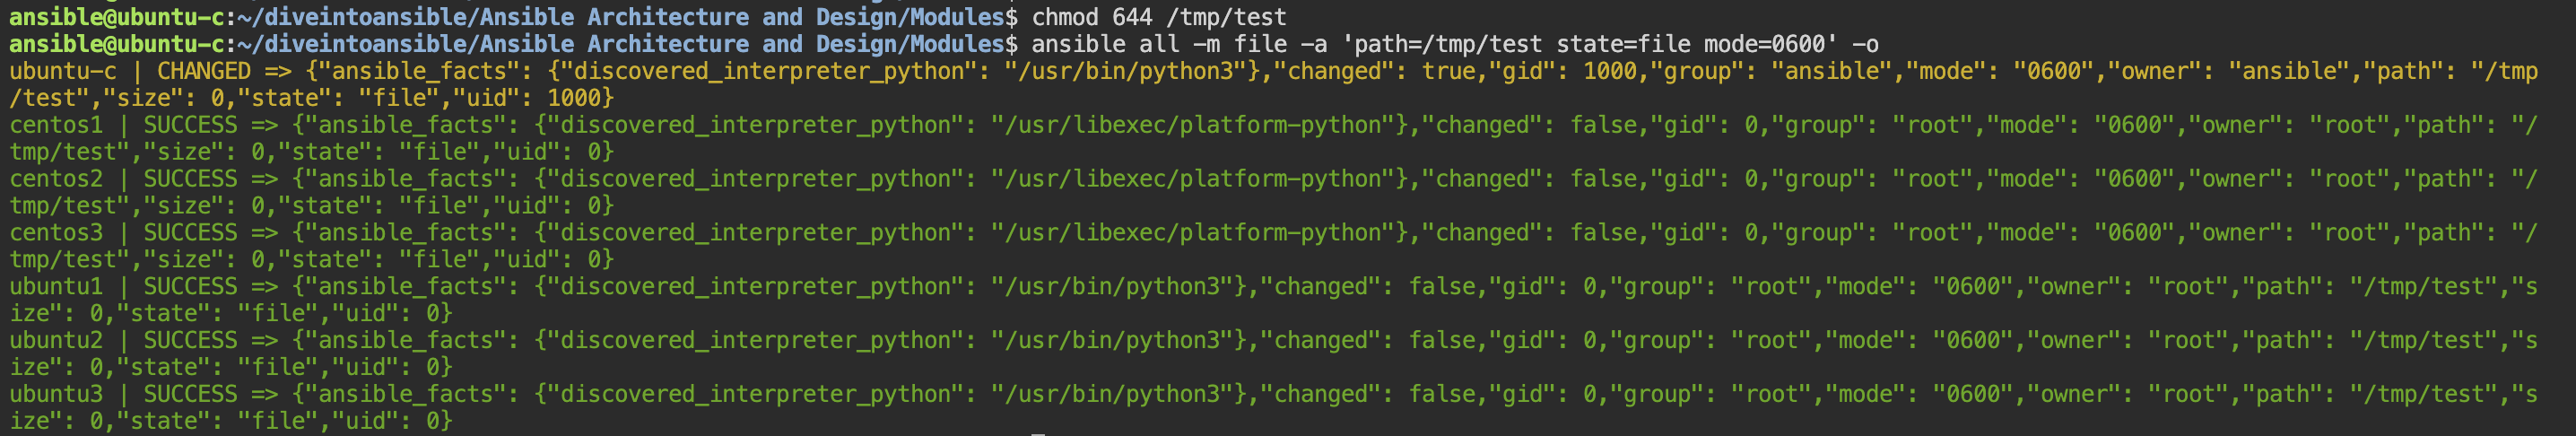 ansible@ubuntu-c:~/diveintoansible/Ansible Architecture and Design/Modules$ chmod 644 /tmp/test
ansible@ubuntu-c:~/diveintoansible/Ansible Architecture and Design/Modules$ ansible all -m file -a 'path=/tmp/test state=file mode=0600' -o
ubuntu-c | CHANGED => {"ansible_facts": {"discovered_interpreter_python": "/usr/bin/python3"},"changed": true,"gid": 1000,"group": "ansible","mode": "0600","owner": "ansible","path": "/tmp
/test","size": 0,"state": "file","uid": 1000}
centos1 | SUCCESS => {"ansible_facts": {"discovered_interpreter_python": "/usr/libexec/platform-python"},"changed": false,"gid": 0,"group": "root","mode": "0600","owner": "root","path": "/
tmp/test","size": 0,"state": "file","uid": 0}
centos2 | SUCCESS => {"ansible_facts": {"discovered_interpreter_python": "/usr/libexec/platform-python"},"changed": false,"gid": 0,"group": "root","mode": "0600","owner": "root","path": "/
tmp/test","size": 0,"state": "file","uid": 0}
centos3 | SUCCESS => {"ansible_facts": {"discovered_interpreter_python": "/usr/libexec/platform-python"},"changed": false,"gid": 0,"group": "root","mode": "0600","owner": "root","path": "/
tmp/test","size": 0,"state": "file","uid": 0}
ubuntu1 | SUCCESS => {"ansible_facts": {"discovered_interpreter_python": "/usr/bin/python3"},"changed": false,"gid": 0,"group": "root","mode": "0600","owner": "root","path": "/tmp/test","s
ize": 0,"state": "file","uid": 0}
ubuntu2 | SUCCESS => {"ansible_facts": {"discovered_interpreter_python": "/usr/bin/python3"},"changed": false,"gid": 0,"group": "root","mode": "0600","owner": "root","path": "/tmp/test","s
ize": 0,"state": "file","uid": 0}
ubuntu3 | SUCCESS => {"ansible_facts": {"discovered_interpreter_python": "/usr/bin/python3"},"changed": false,"gid": 0,"group": "root","mode": "0600","owner": "root","path": "/tmp/test","s
ize": 0,"state": "file","uid": 0}